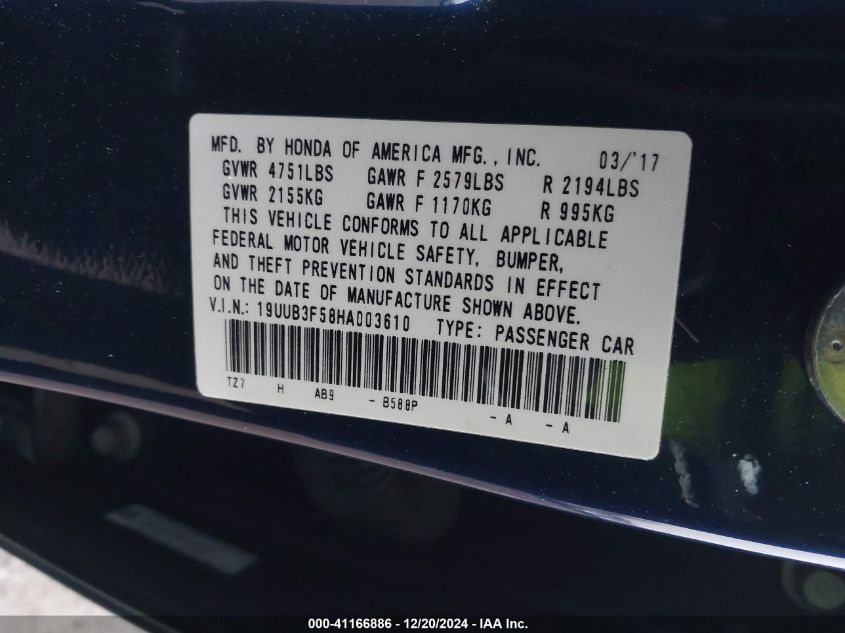 MFD. BY HONDA OF AMERICA MFG., INC. 03/'17
GVWR 4751LBS GAWR F 2579LBS R 2194LBS
GVWR 2155KG GAWR F 1170KG R 995KG
THIS VEHICLE CONFORMS TO ALL APPLICABLE
FEDERAL MOTOR VEHICLE SAFETY, BUMPER,
AND THEFT PREVENTION STANDARDS IN EFFECT
ON THE DATE OF MANUFACTURE SHOWN ABOVE.
V.I.N.: 19UUB3F58HA003610 TYPE: PASSENGER CAR
TZ7 H AB9 - B588P - A - A
000-41166886 - 12/20/2024 - IAA Inc.